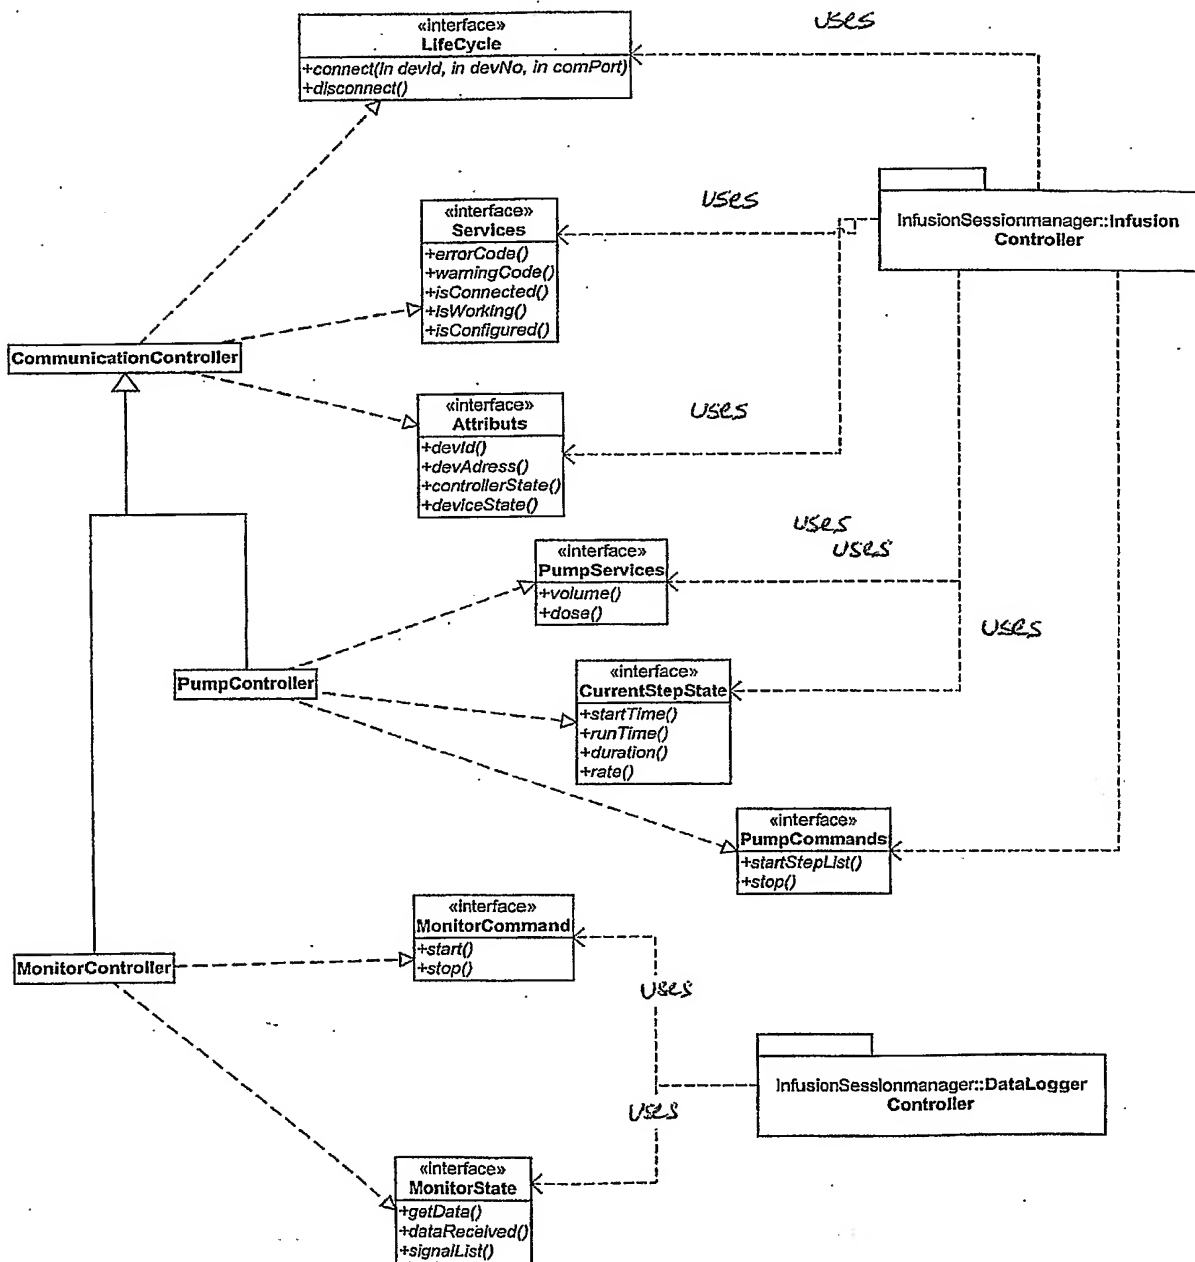 «interface»
LifeCycle
+connect(in devId, in devNo, in comPort)
+disconnect()
uses
«interface»
Services
+errorCode()
+warningCode()
+isConnected()
+isWorking()
+isConfigured()
uses
InfusionSessionmanager::Infusion
Controller
CommunicationController
«interface»
Attributs
+devId()
+devAdress()
+controllerState()
+deviceState()
uses
uses
uses
«interface»
PumpServices
+volume()
+dose()
uses
PumpController
«interface»
CurrentStepState
+startTime()
+runTime()
+duration()
+rate()
«interface»
PumpCommands
+startStepList()
+stop()
«interface»
MonitorCommand
+start()
+stop()
MonitorController
uses
InfusionSessionmanager::DataLogger
Controller
uses
«interface»
MonitorState
+getData()
+dataReceived()
+signalList()